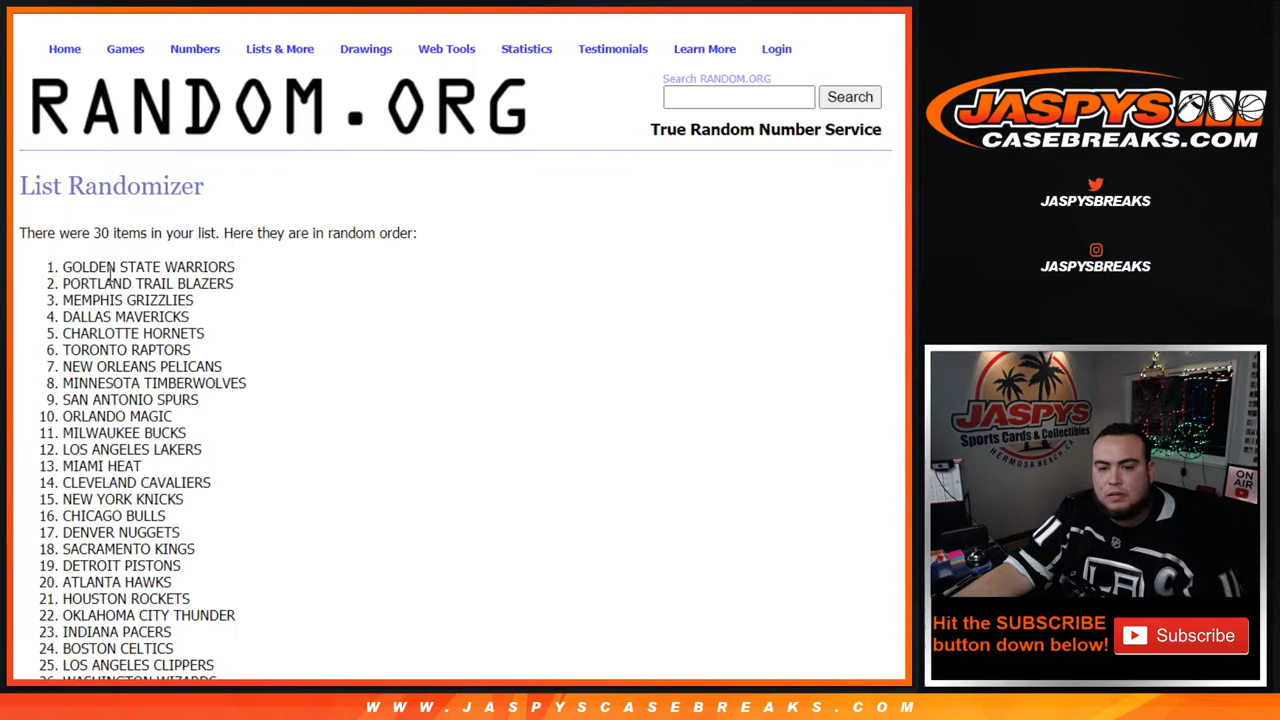 Home Games Numbers Lists & More Drawings Web Tools Statistics Testimonials Learn More Login
RANDOM.ORG
Search RANDOM.ORG
Search
True Random Number Service
List Randomizer
There were 30 items in your list. Here they are in random order:
1. GOLDEN STATE WARRIORS
2. PORTLAND TRAIL BLAZERS
3. MEMPHIS GRIZZLIES
4. DALLAS MAVERICKS
5. CHARLOTTE HORNETS
6. TORONTO RAPTORS
7. NEW ORLEANS PELICANS
8. MINNESOTA TIMBERWOLVES
9. SAN ANTONIO SPURS
10. ORLANDO MAGIC
11. MILWAUKEE BUCKS
12. LOS ANGELES LAKERS
13. MIAMI HEAT
14. CLEVELAND CAVALIERS
15. NEW YORK KNICKS
16. CHICAGO BULLS
17. DENVER NUGGETS
18. SACRAMENTO KINGS
19. DETROIT PISTONS
20. ATLANTA HAWKS
21. HOUSTON ROCKETS
22. OKLAHOMA CITY THUNDER
23. INDIANA PACERS
24. BOSTON CELTICS
25. LOS ANGELES CLIPPERS
26. WASHINGTON WIZARDS
JASPYS
CASEBREAKS.COM
JASPYSBREAKS
JASPYSBREAKS
JASPYS
Sports Cards & Collectibles
HERMOSA BEACH, CA
ON
AIR
11
LA
C
Hit the SUBSCRIBE
button down below!
Subscribe
WWW.JASPYSCASEBREAKS.COM